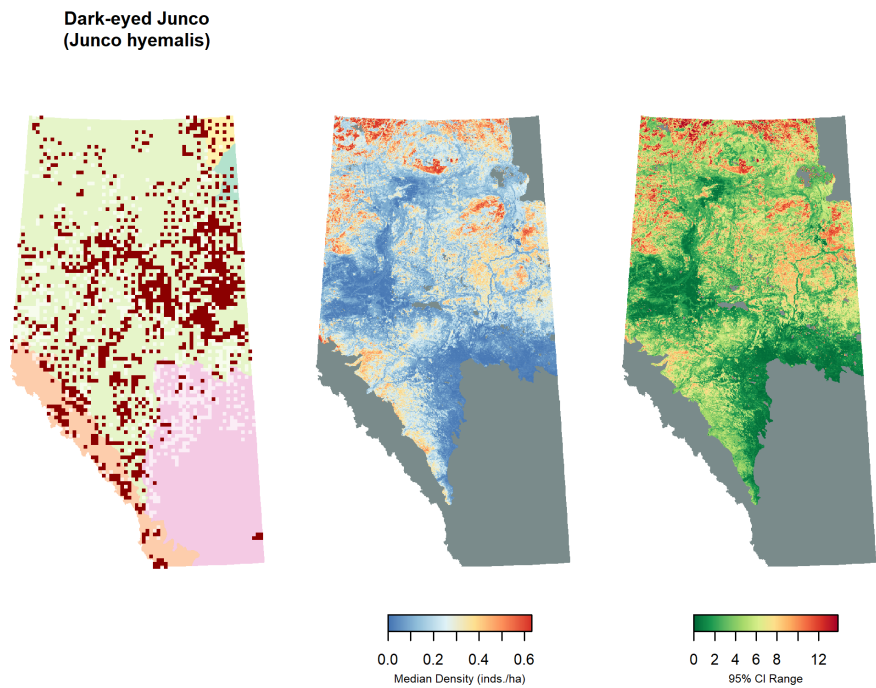 Dark-eyed Junco
(Junco hyemalis)
0.0 0.2 0.4 0.6
Median Density (inds./ha)
0 2 4 6 8 12
95% CI Range